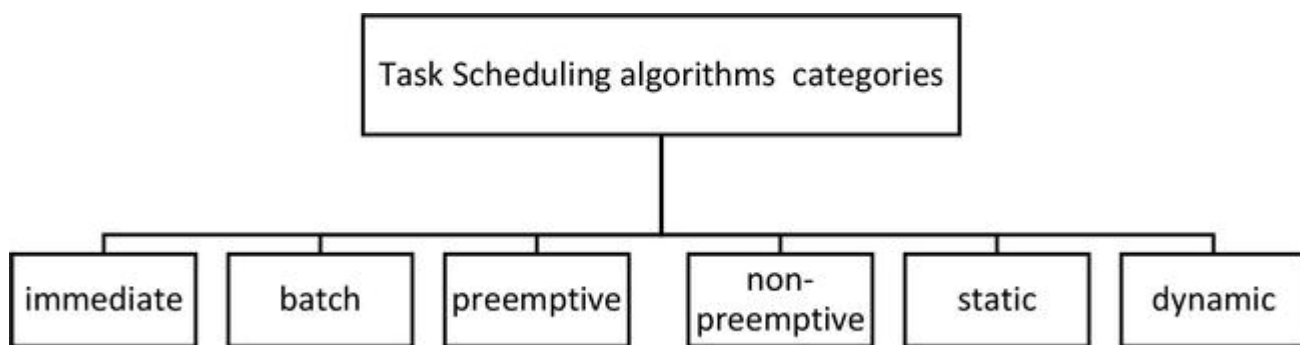 Task Scheduling algorithms categories
immediate
batch
preemptive
non-
preemptive
static
dynamic